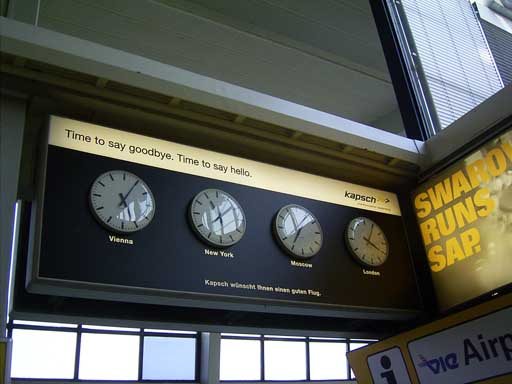 Time to say goodbye. Time to say hello.
kapsch
Vienna
New York
Moscow
London
Kapsch wünscht Ihnen einen guten Flug.
RUNS
SAP.
i
VIE Airp